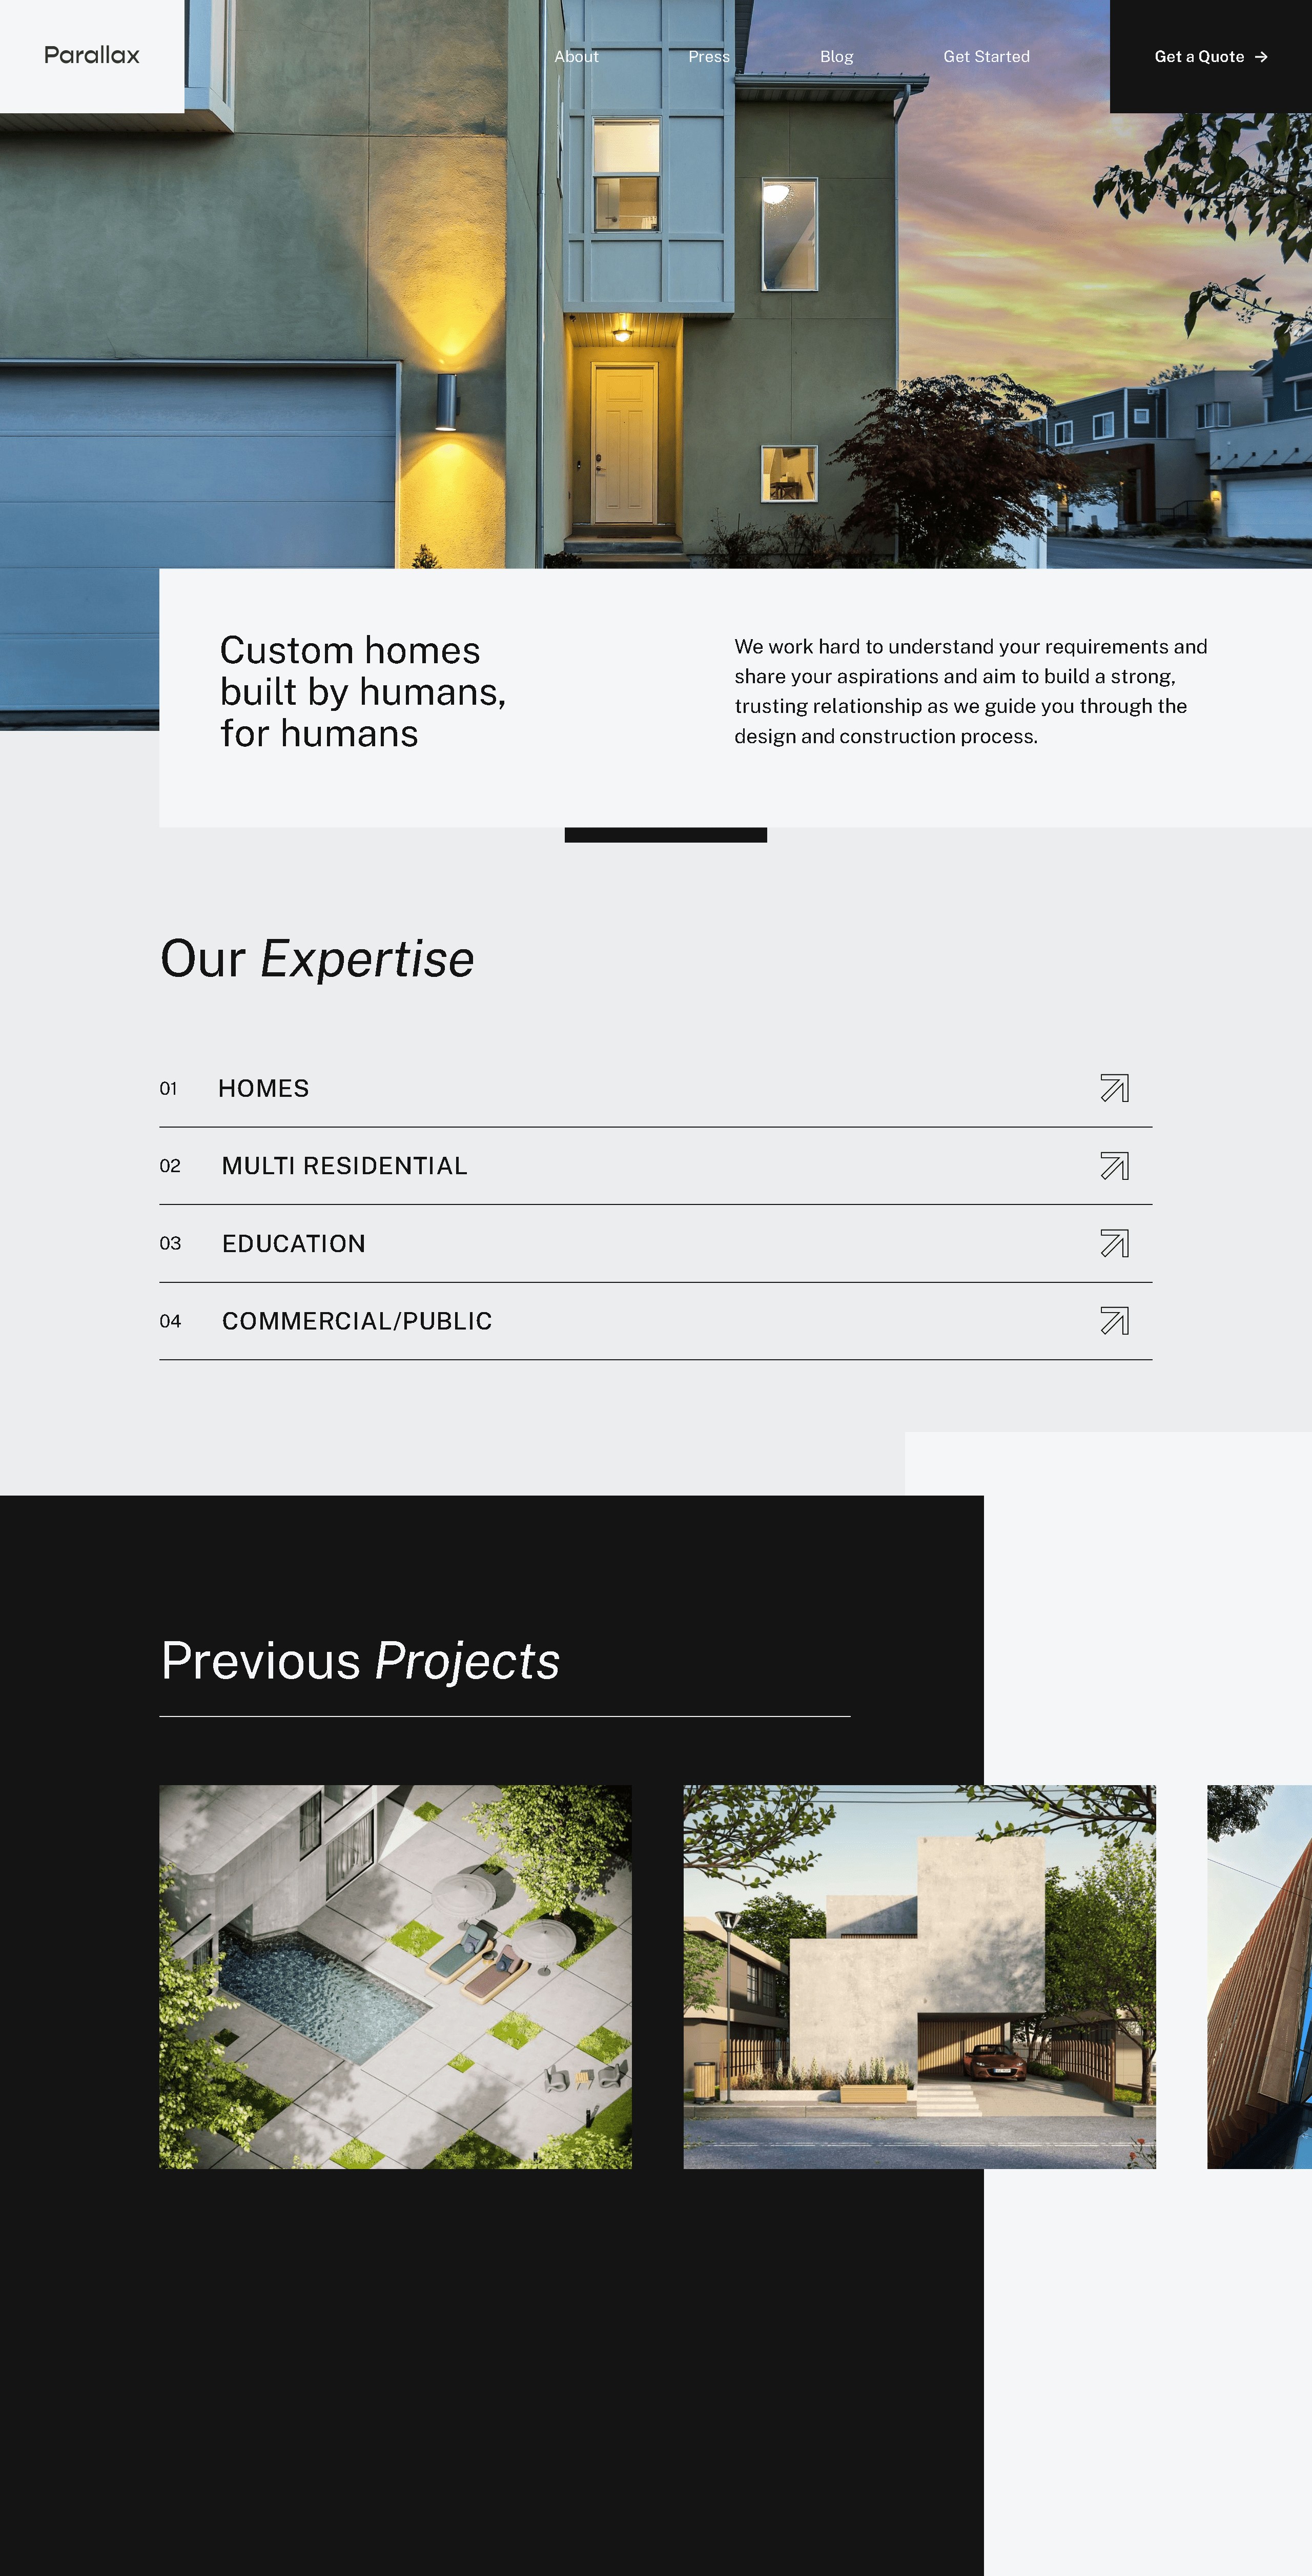 Parallax
About
Press
Blog
Get Started
Get a Quote →
Custom homes
built by humans,
for humans
We work hard to understand your requirements and
share your aspirations and aim to build a strong,
trusting relationship as we guide you through the
design and construction process.
Our Expertise
01 HOMES
02 MULTI RESIDENTIAL
03 EDUCATION
04 COMMERCIAL/PUBLIC
Previous Projects